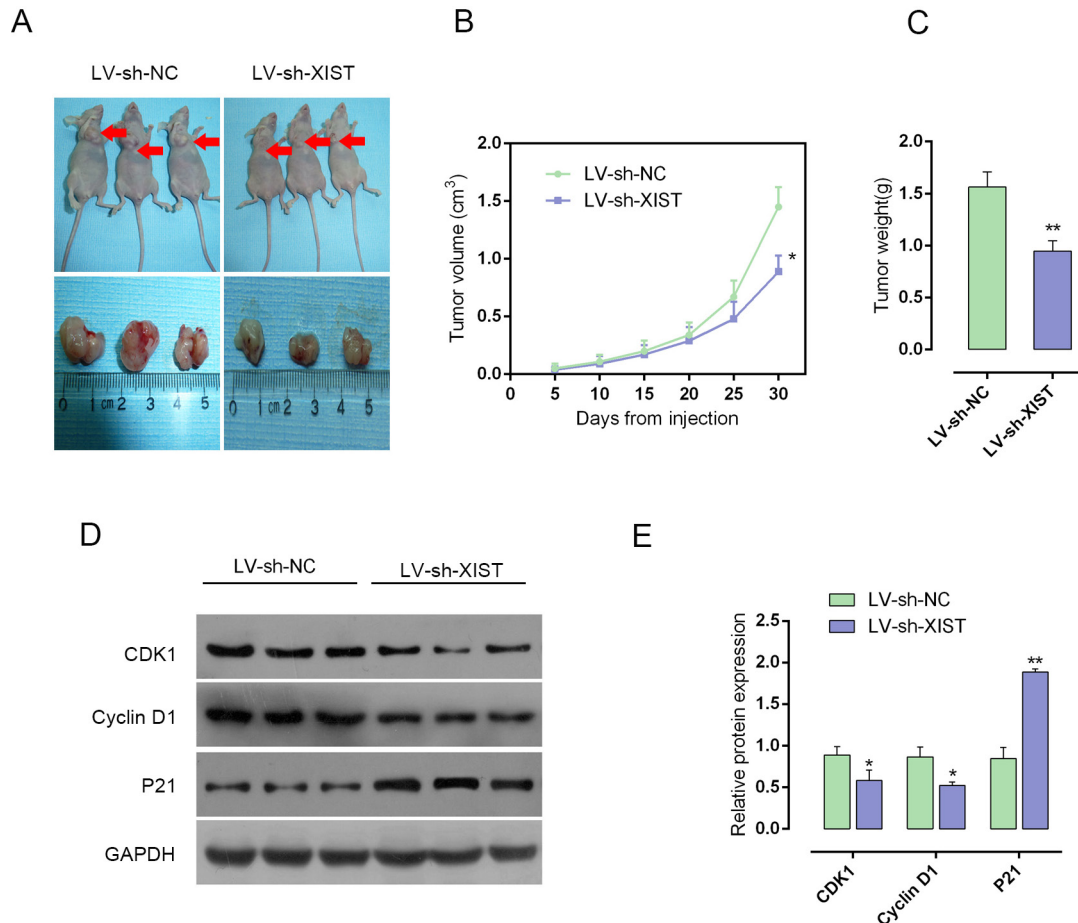 A
LV-sh-NC LV-sh-XIST
0 1 cm 2 3 4 5
0 1 cm 2 3 4 5
B
2.0
1.5
1.0
0.5
0.0
Tumor volume (cm³)
LV-sh-NC
LV-sh-XIST
*
0 5 10 15 20 25 30
Days from injection
C
2.0
1.5
1.0
0.5
0.0
Tumor weight(g)
**
LV-sh-NC
LV-sh-XIST
D
LV-sh-NC LV-sh-XIST
CDK1
Cyclin D1
P21
GAPDH
E
LV-sh-NC
LV-sh-XIST
2.5
2.0
1.5
1.0
0.5
0.0
Relative protein expression
* * **
CDK1
Cyclin D1
P21